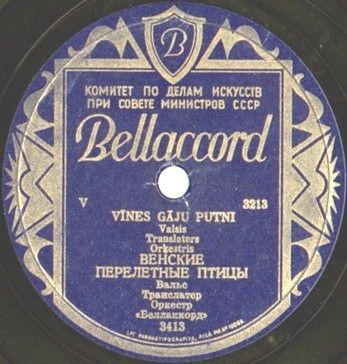 B
КОМИТЕТ ПО ДЕЛАМ ИСКУССТВ
ПРИ СОВЕТЕ МИНИСТРОВ СССР
Bellaccord
V 3213
VĪNES GĀJU PUTNI
Valsis
Translaters
Orkestris
ВЕНСКИЕ
ПЕРЕЛЕТНЫЕ ПТИЦЫ
Вальс
Транслатер
Оркестр
«Беллаккорд»
3413